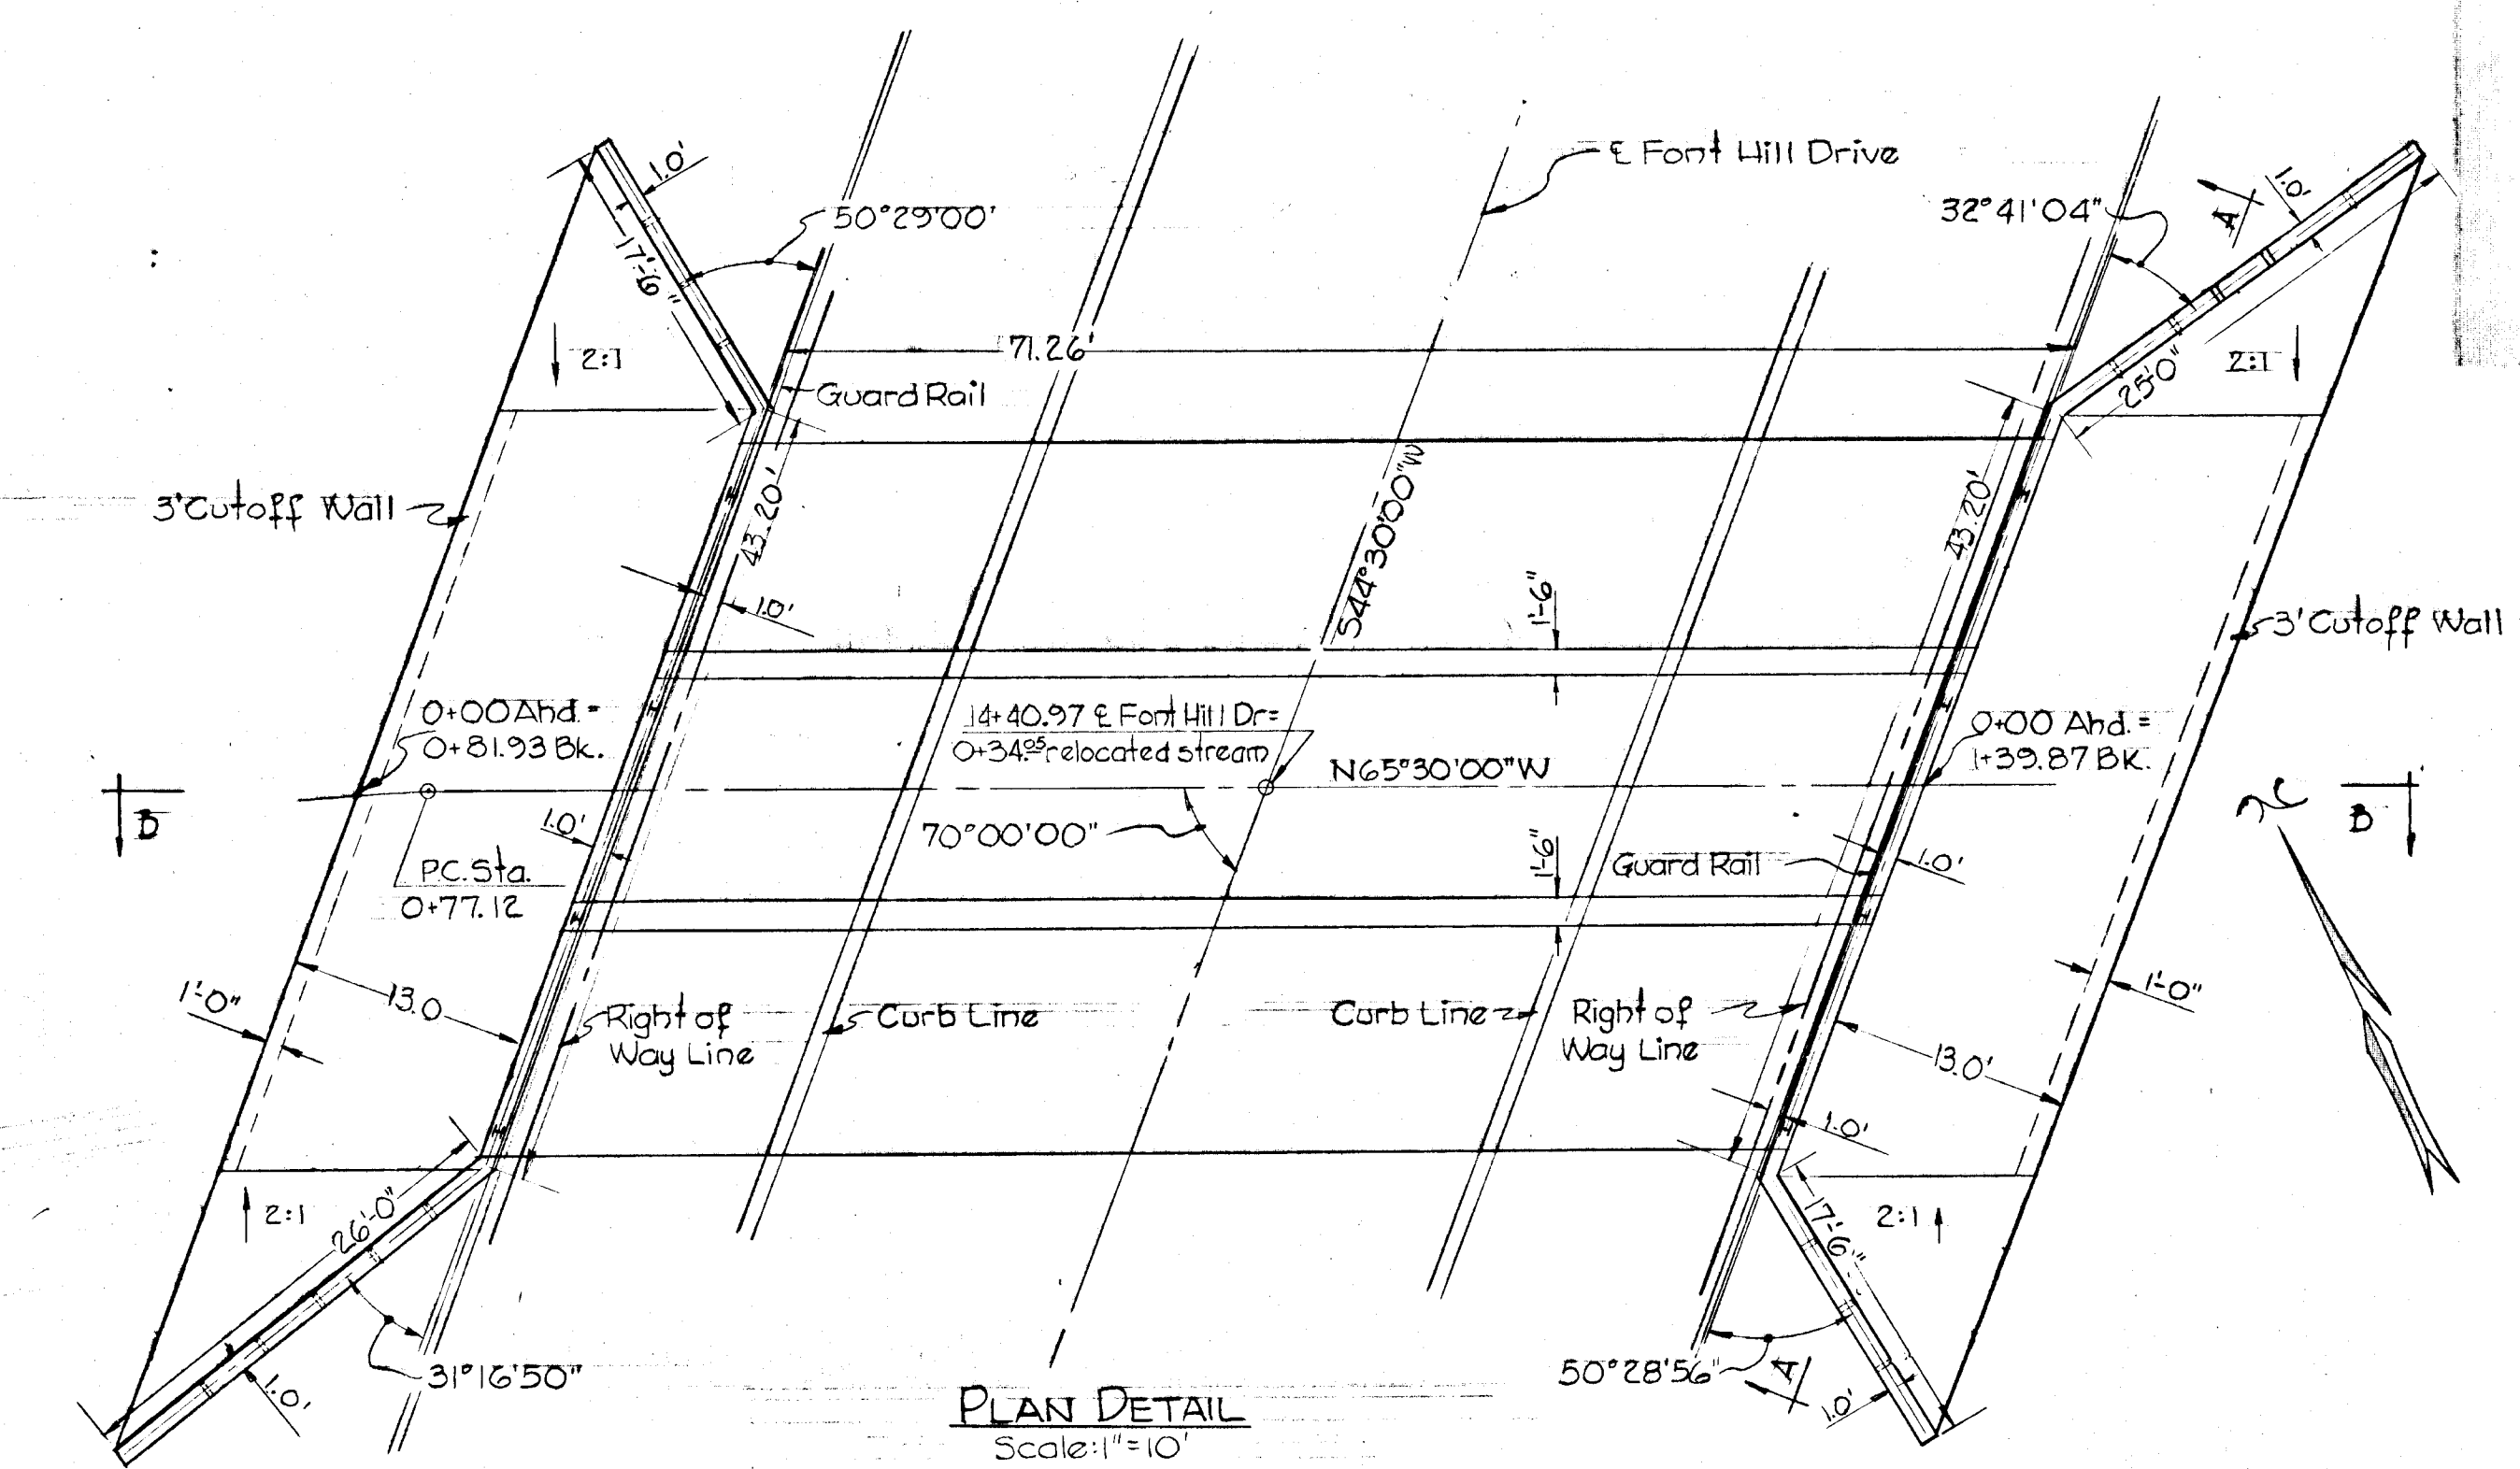 ℄ Font Hill Drive
1.0'
50°29'00'
32°41'04"
A
1.0'
17'-6"
71.26'
2:1
Guard Rail
25'-0"
2:1
3' Cutoff Wall
43.20'
S44°30'00"W
43.20'
1.0'
1'-6"
3' Cutoff Wall
0+00 Ahd. =
0+81.93 Bk.
14+40.97 ℄ Font Hill Dr=
0+34.05 relocated stream
N65°30'00"W
0+00 Ahd. =
1+39.87 Bk.
B
1.0'
70°00'00"
B
P.C. Sta.
0+77.12
1'-6"
Guard Rail
1.0'
1'-0"
13.0
Right of
Way Line
Curb Line
Curb Line
Right of
Way Line
1'-0"
13.0'
1.0'
2:1
26'-0"
17'-6"
2:1
31°16'50"
1.0'
50°28'56"
A
1.0'
PLAN DETAIL
Scale: 1"=10'